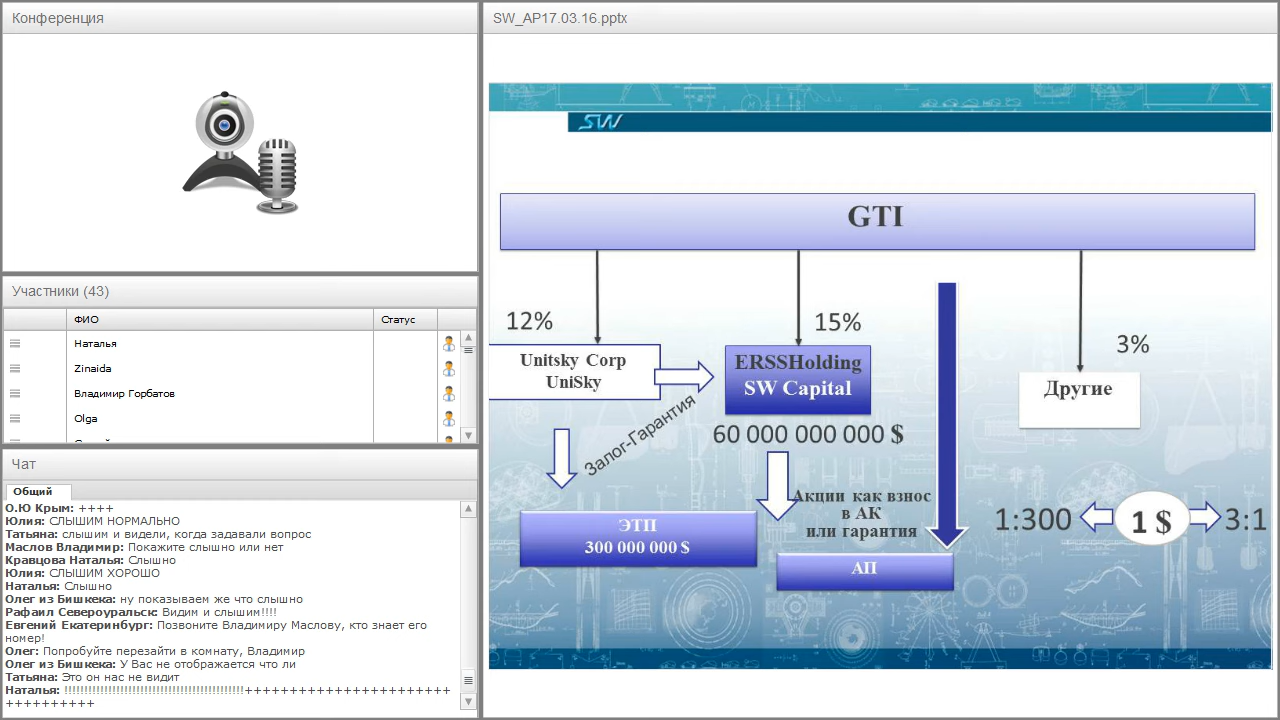 Конференция
Участники (43)
ФИО
Статус
Наталья
Zinaida
Владимир Горбатов
Olga
Чат
Общий
О.Ю Крым: ++++
Юлия: СЛЫШИМ НОРМАЛЬНО
Татьяна: слышим и видели, когда задавали вопрос
Маслов Владимир: Покажите слышно или нет
Кравцова Наталья: Слышно
Юлия: СЛЫШИМ ХОРОШО
Наталья: Слышно
Олег из Бишкека: ну показываем же что слышно
Рафаил Североуральск: Видим и слышим!!!!
Евгений Екатеринбург: Позвоните Владимиру Маслову, кто знает его
номер!
Олег: Попробуйте перезайти в комнату, Владимир
Олег из Бишкека: У Вас не отображается что ли
Татьяна: Это он нас не видит
Наталья: !!!!!!!!!!!!!!!!!!!!!!!!!!!!!!!!!!!!!!!!!!!!!+++++++++++++++++++++++
++++++++++
SW_AP17.03.16.pptx
SW
GTI
12%
15%
3%
Unitsky Corp
UniSky
ERSSHolding
SW Capital
Другие
Залог-Гарантия
60 000 000 000 $
Акции как взнос
в АК
или гарантия
1:300
1 $
3:1
ЭТП
300 000 000 $
АП